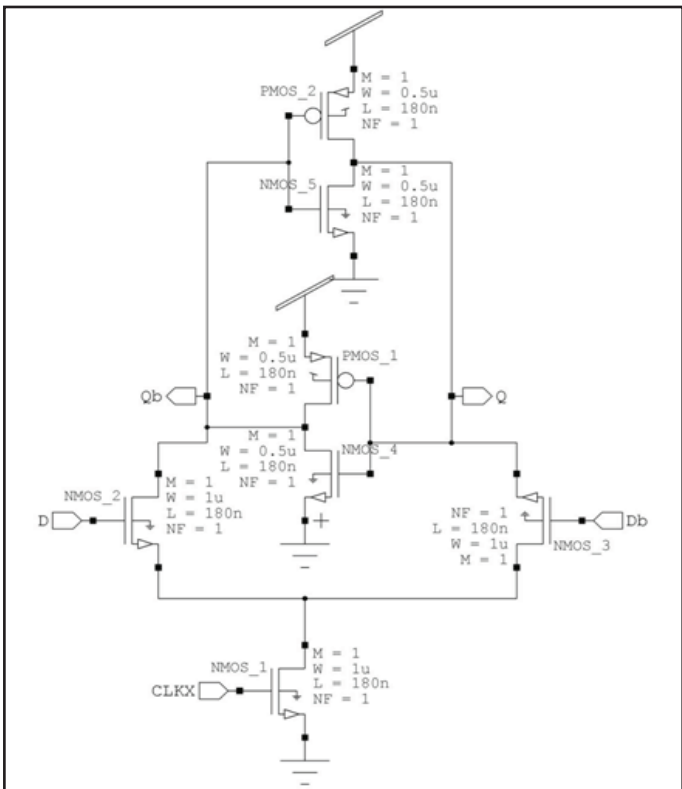 PMOS_2
M = 1
W = 0.5u
L = 180n
NF = 1
NMOS_5
M = 1
W = 0.5u
L = 180n
NF = 1
M = 1
W = 0.5u
L = 180n
NF = 1
PMOS_1
Qb
Q
M = 1
W = 0.5u
L = 180n
NF = 1
NMOS_4
D
NMOS_2
M = 1
W = 1u
L = 180n
NF = 1
NF = 1
L = 180n
W = 1u
M = 1
NMOS_3
Db
CLKX
NMOS_1
M = 1
W = 1u
L = 180n
NF = 1